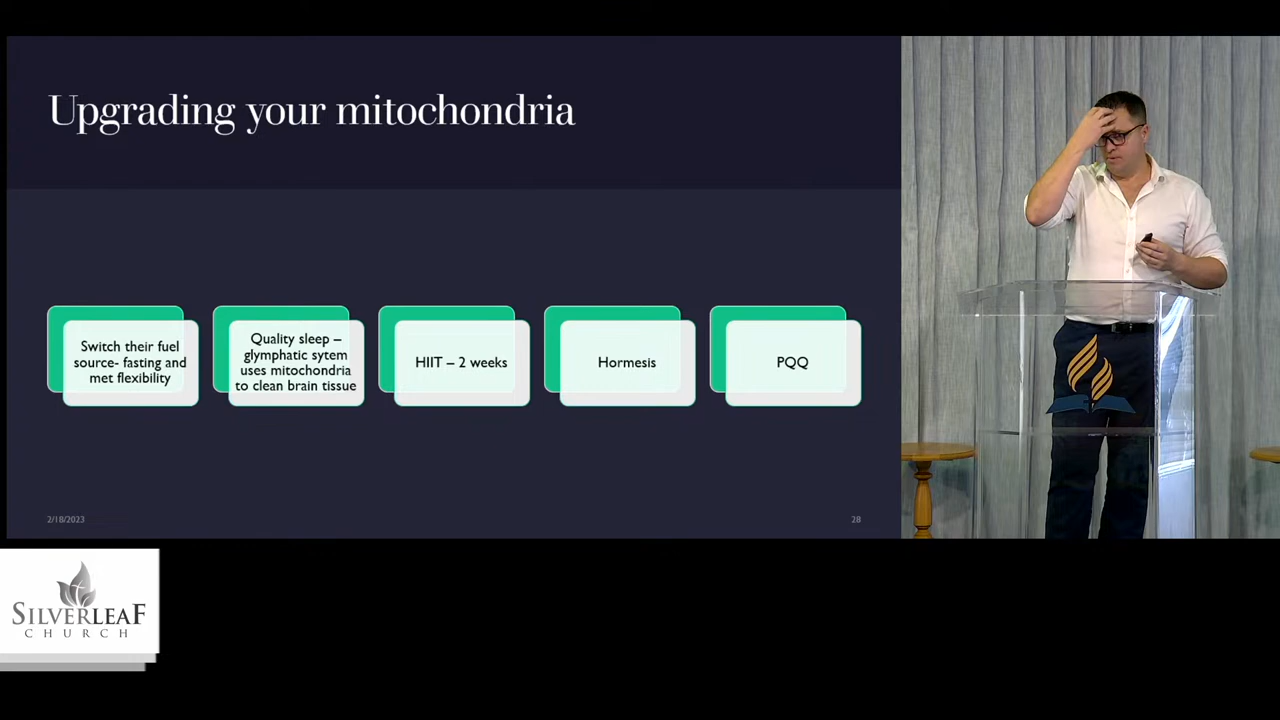 Upgrading your mitochondria
Switch their fuel
source- fasting and
met flexibility
Quality sleep –
glymphatic sytem
uses mitochondria
to clean brain tissue
HIIT – 2 weeks
Hormesis
PQQ
2/18/2023
28
SILVERLEAF
CHURCH